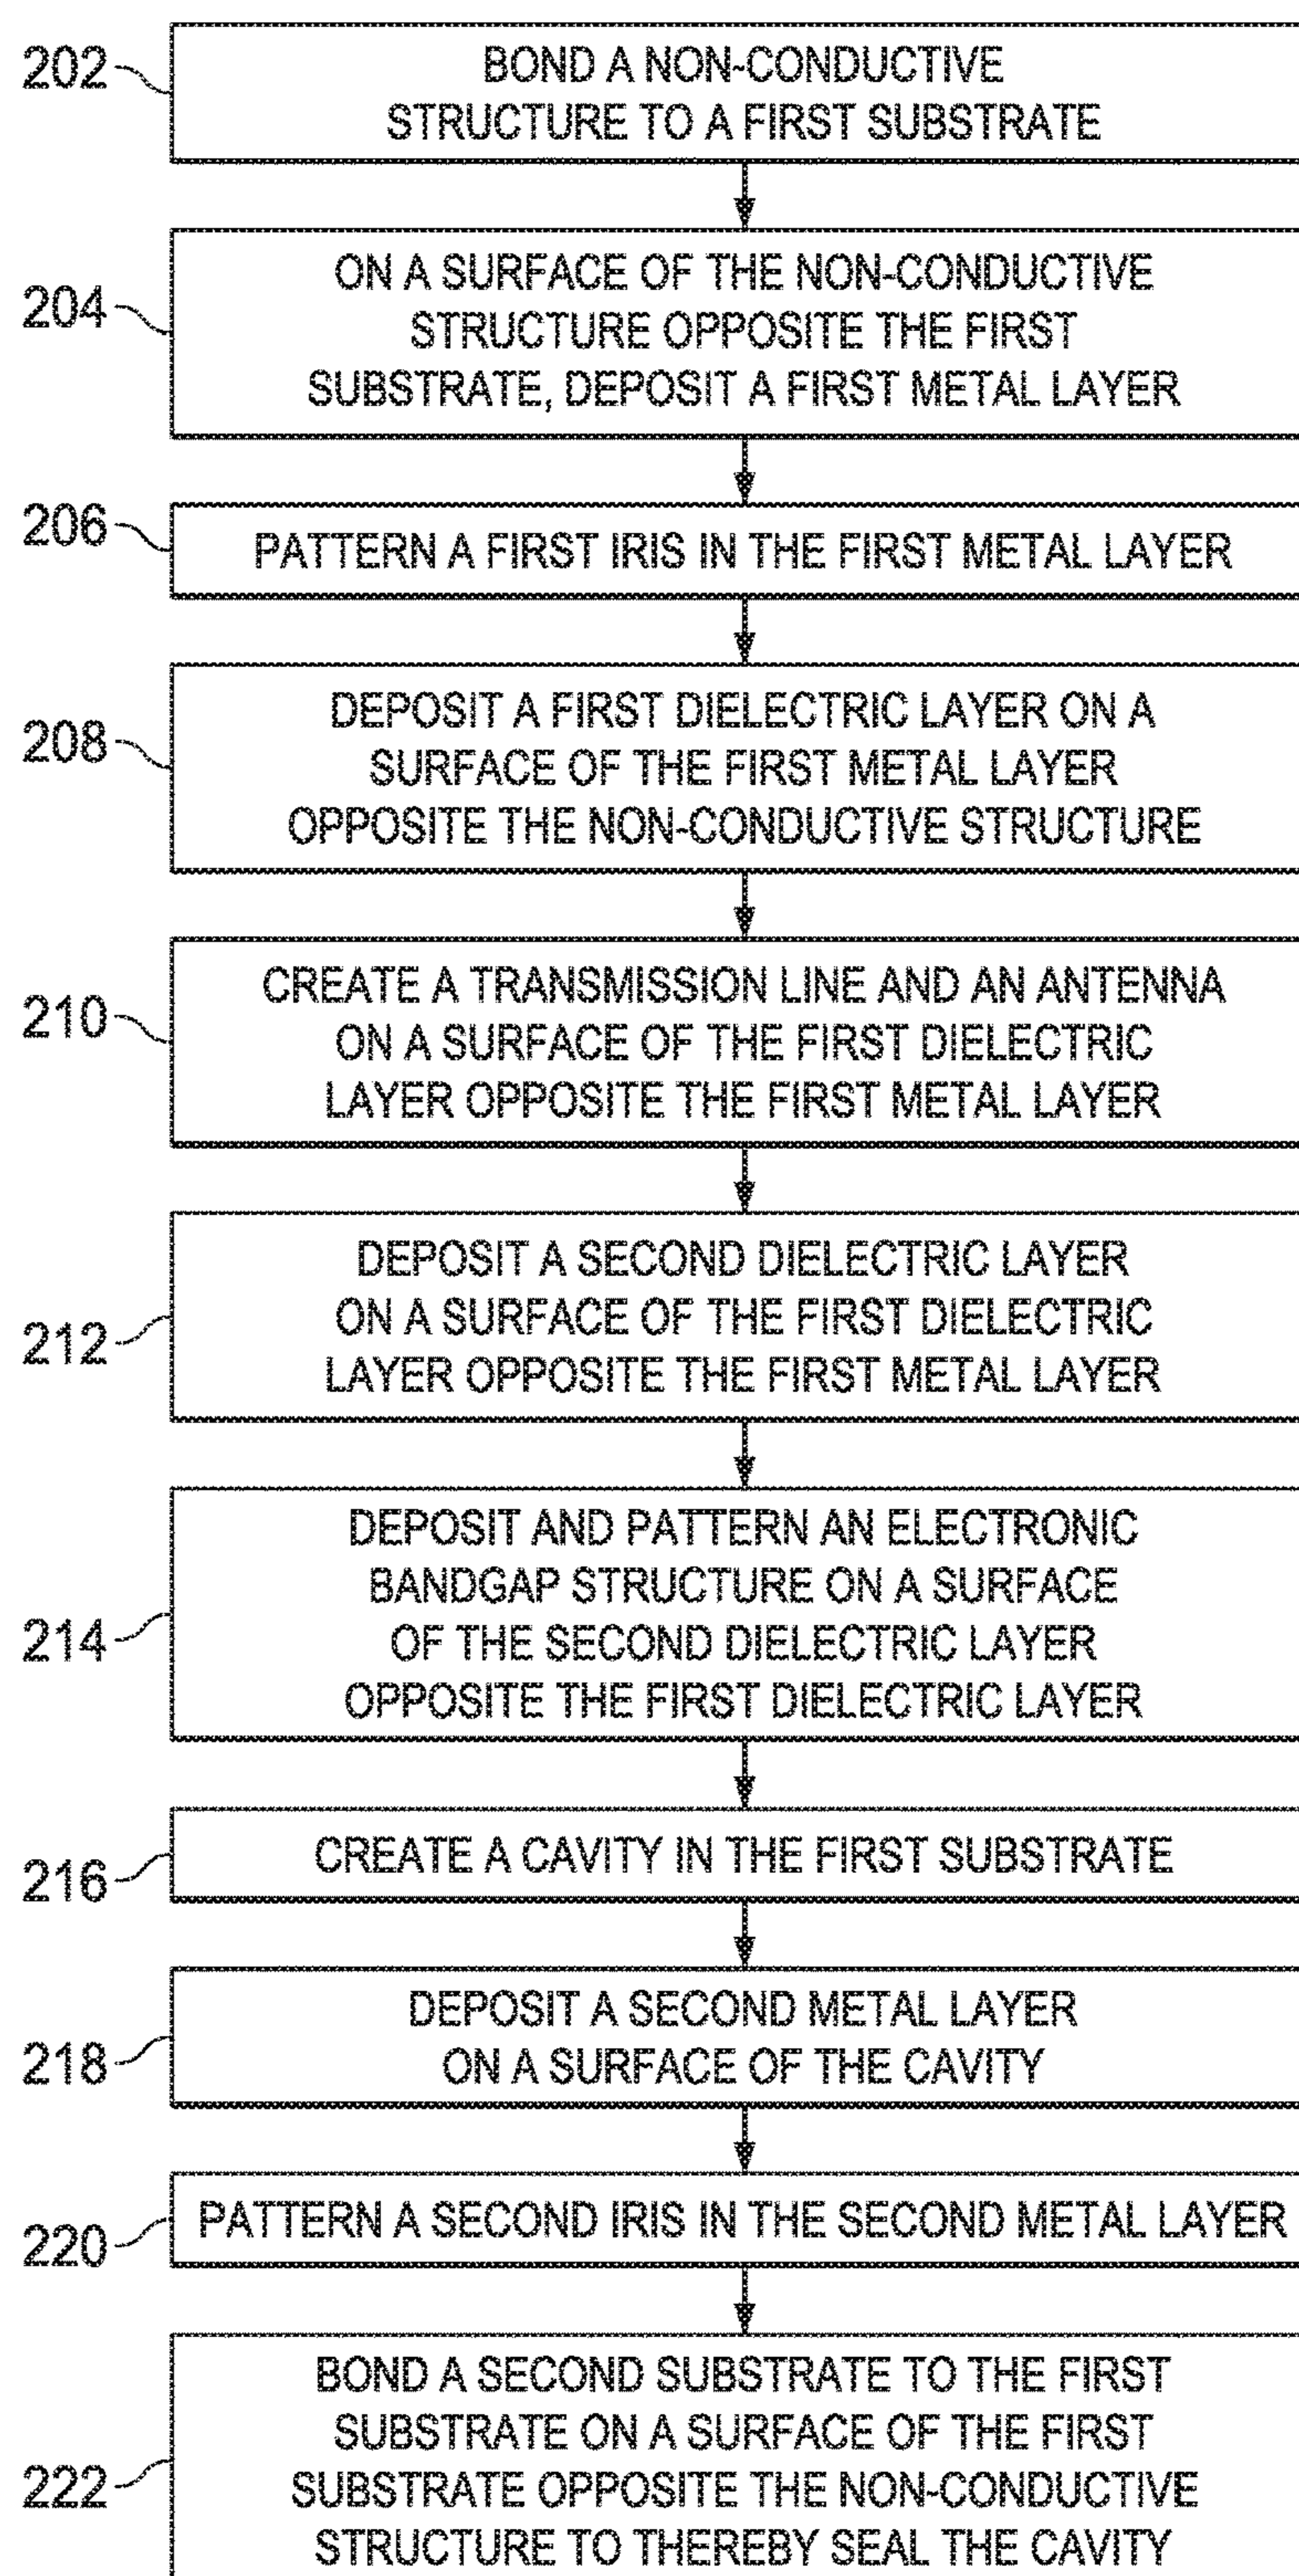 202
BOND A NON-CONDUCTIVE
STRUCTURE TO A FIRST SUBSTRATE
204
ON A SURFACE OF THE NON-CONDUCTIVE
STRUCTURE OPPOSITE THE FIRST
SUBSTRATE, DEPOSIT A FIRST METAL LAYER
206
PATTERN A FIRST IRIS IN THE FIRST METAL LAYER
208
DEPOSIT A FIRST DIELECTRIC LAYER ON A
SURFACE OF THE FIRST METAL LAYER
OPPOSITE THE NON-CONDUCTIVE STRUCTURE
210
CREATE A TRANSMISSION LINE AND AN ANTENNA
ON A SURFACE OF THE FIRST DIELECTRIC
LAYER OPPOSITE THE FIRST METAL LAYER
212
DEPOSIT A SECOND DIELECTRIC LAYER
ON A SURFACE OF THE FIRST DIELECTRIC
LAYER OPPOSITE THE FIRST METAL LAYER
214
DEPOSIT AND PATTERN AN ELECTRONIC
BANDGAP STRUCTURE ON A SURFACE
OF THE SECOND DIELECTRIC LAYER
OPPOSITE THE FIRST DIELECTRIC LAYER
216
CREATE A CAVITY IN THE FIRST SUBSTRATE
218
DEPOSIT A SECOND METAL LAYER
ON A SURFACE OF THE CAVITY
220
PATTERN A SECOND IRIS IN THE SECOND METAL LAYER
222
BOND A SECOND SUBSTRATE TO THE FIRST
SUBSTRATE ON A SURFACE OF THE FIRST
SUBSTRATE OPPOSITE THE NON-CONDUCTIVE
STRUCTURE TO THEREBY SEAL THE CAVITY